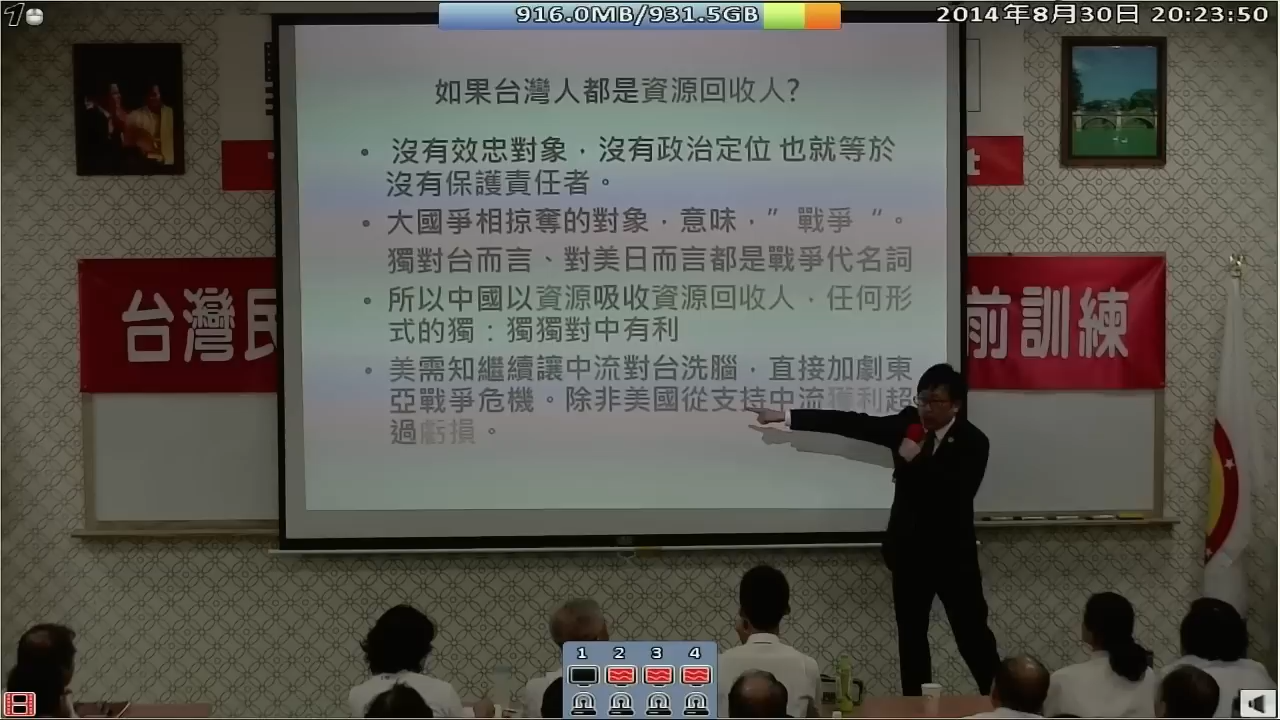 1
916.0MB/931.5GB
2014年8月30日 20:23:50
如果台灣人都是資源回收人?
• 沒有效忠對象，沒有政治定位 也就等於
沒有保護責任者。
• 大國爭相掠奪的對象，意味，” 戰爭 “。
獨對台而言、對美日而言都是戰爭代名詞
• 所以中國以資源吸收資源回收人，任何形
式的獨：獨獨對中有利
• 美需知繼續讓中流對台洗腦，直接加劇東
亞戰爭危機。除非美國從支持中流獲利超
過虧損。
t
台灣民
前訓練
1 2 3 4